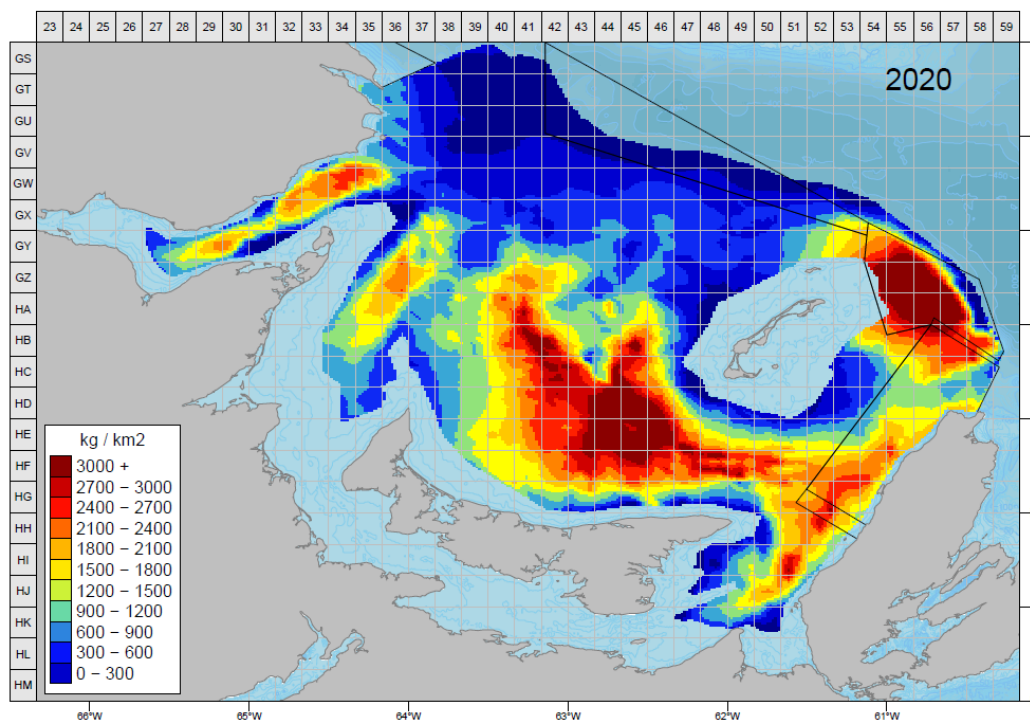 23 24 25 26 27 28 29 30 31 32 33 34 35 36 37 38 39 40 41 42 43 44 45 46 47 48 49 50 51 52 53 54 55 56 57 58 59
GS
2020
GT
GU
GV
GW
GX
GY
GZ
HA
HB
HC
HD
HE
HF
HG
HH
HI
HJ
HK
HL
HM
kg / km2
3000 +
2700 − 3000
2400 − 2700
2100 − 2400
1800 − 2100
1500 − 1800
1200 − 1500
900 − 1200
600 − 900
300 − 600
0 − 300
66°W 65°W 64°W 63°W 62°W 61°W